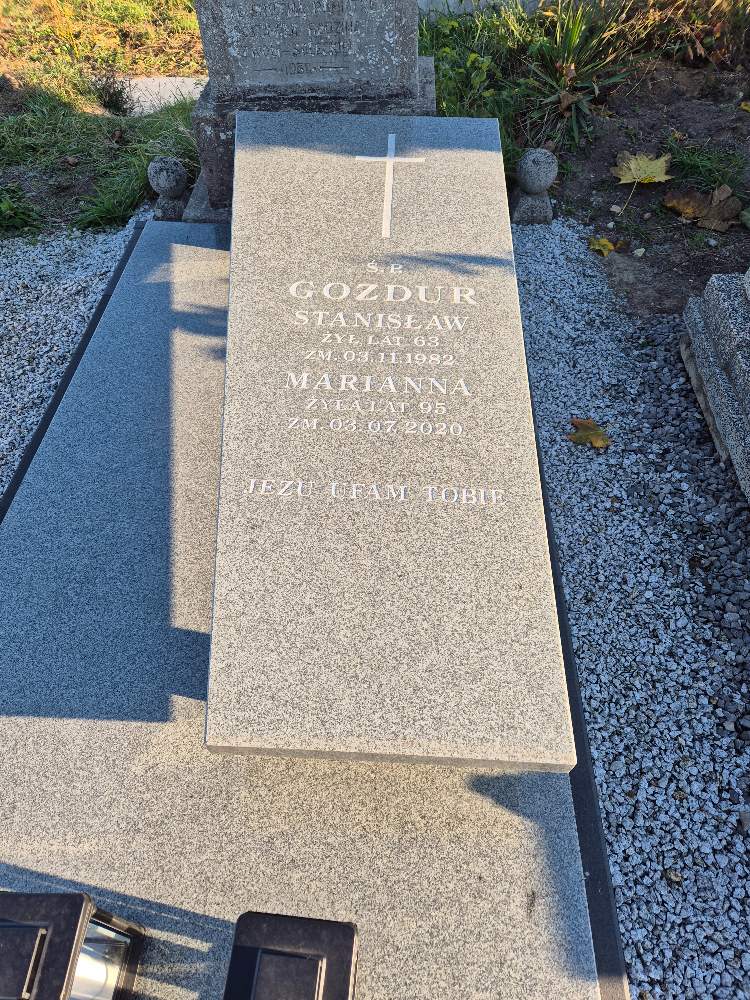 Ś. P.
GOZDUR
STANISŁAW
ŻYŁ LAT 63
ZM. 03.11.1982
MARIANNA
ŻYŁA LAT 95
ZM. 03.07.2020
JEZU UFAM TOBIE